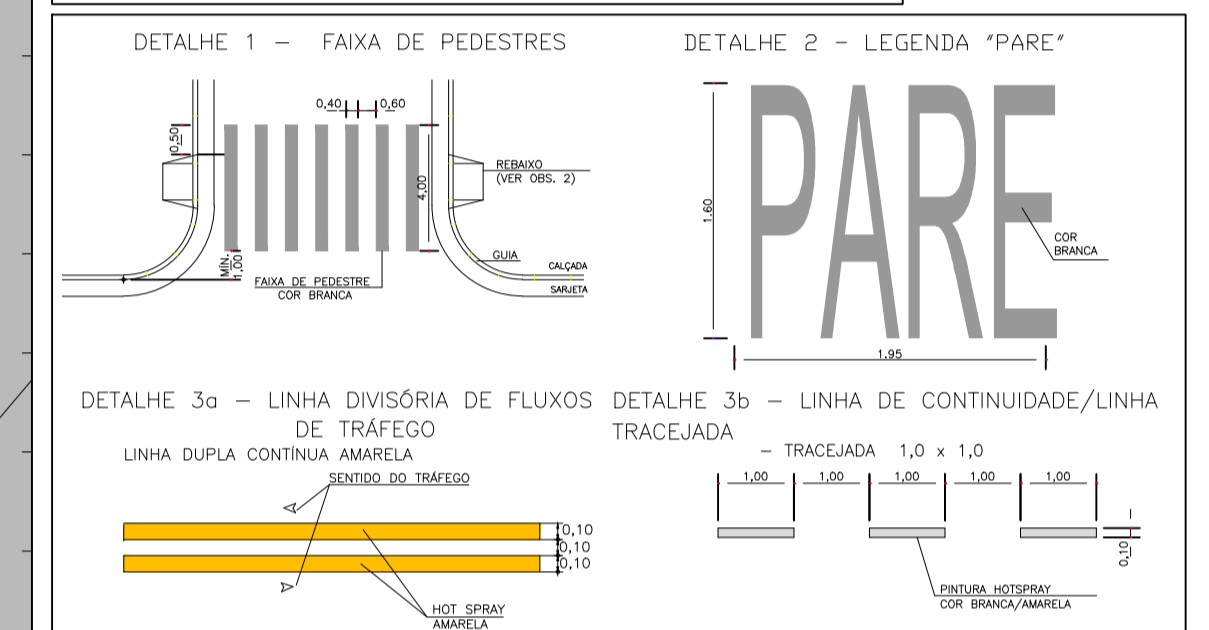 DETALHE 1 - FAIXA DE PEDESTRES
0,40
0,60
0,50
4,00
REBAIXO
(VER OBS. 2)
MÍN.
1,00
GUIA
CALÇADA
SARJETA
FAIXA DE PEDESTRE
COR BRANCA
DETALHE 2 - LEGENDA "PARE"
PARE
1.60
COR
BRANCA
1.95
DETALHE 3a - LINHA DIVISÓRIA DE FLUXOS
DE TRÁFEGO
LINHA DUPLA CONTÍNUA AMARELA
SENTIDO DO TRÁFEGO
0,10
0,10
0,10
HOT SPRAY
AMARELA
DETALHE 3b - LINHA DE CONTINUIDADE/LINHA
TRACEJADA
- TRACEJADA 1,0 x 1,0
1,00 1,00 1,00 1,00 1,00
0,10
PINTURA HOTSPRAY
COR BRANCA/AMARELA